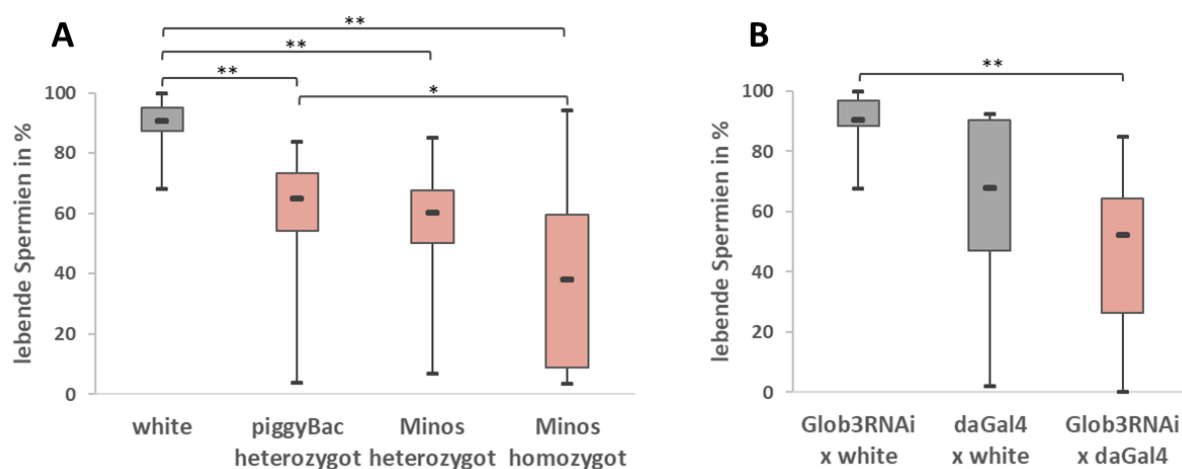 A
**
**
**
*
lebende Spermien in %
100
80
60
40
20
0
white
piggyBac
heterozygot
Minos
heterozygot
Minos
homozygot
B
**
lebende Spermien in %
100
80
60
40
20
0
Glob3RNAi
x white
daGal4
x white
Glob3RNAi
x daGal4